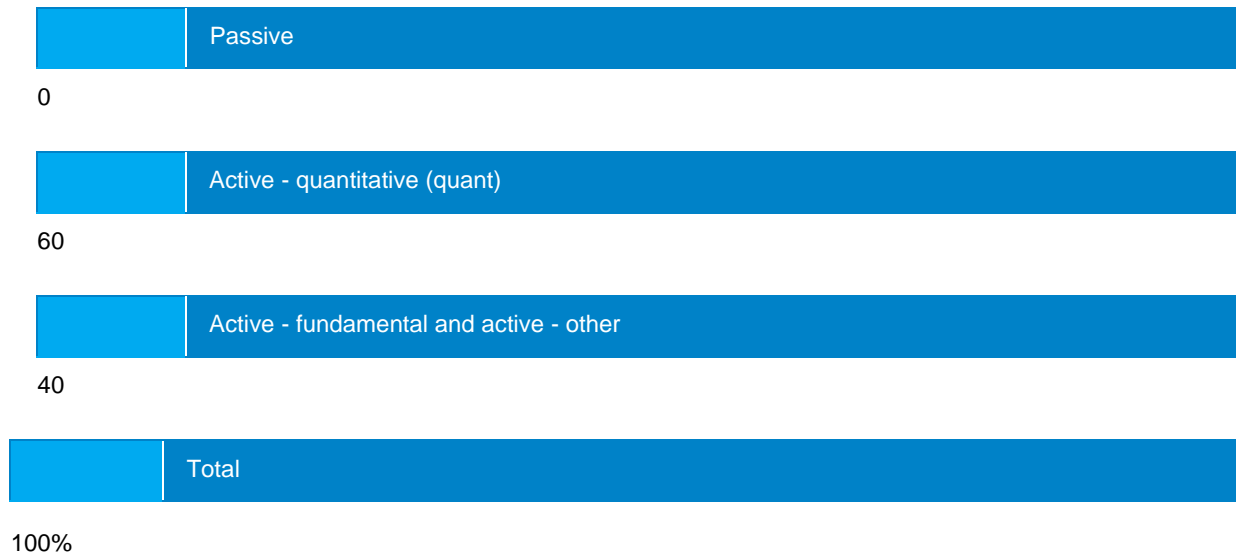 Passive
0
Active - quantitative (quant)
60
Active - fundamental and active - other
40
Total
100%